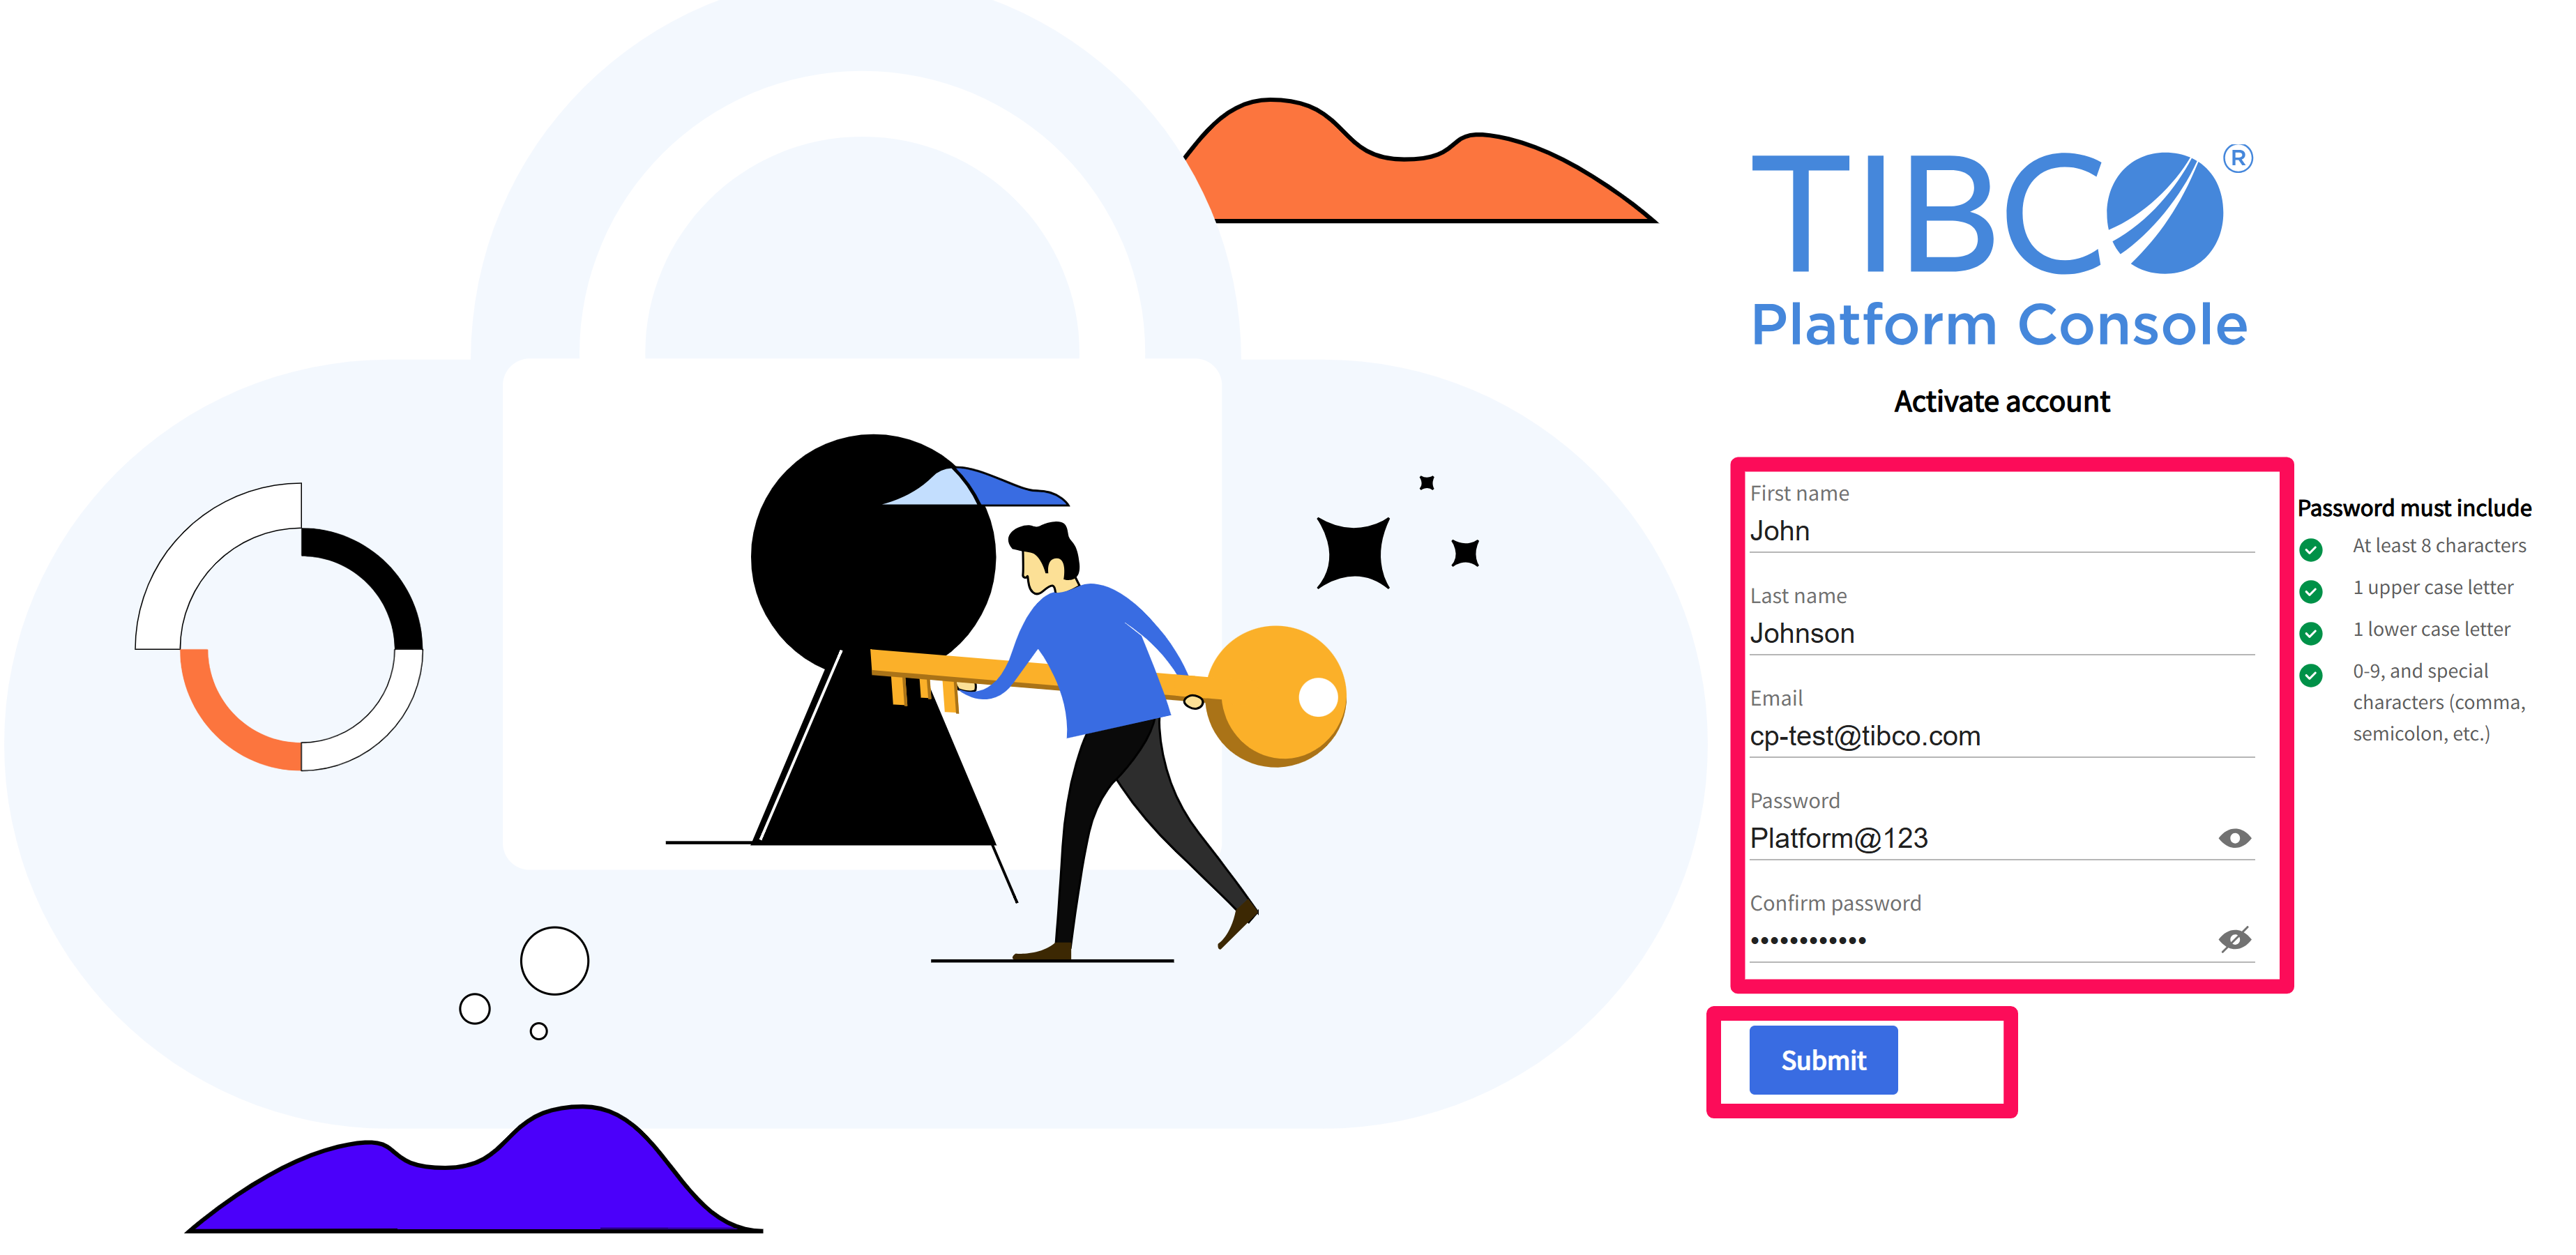 TIBCO®
Platform Console
Activate account
First name
John
Last name
Johnson
Email
cp-test@tibco.com
Password
Platform@123
Confirm password
••••••••••••
Submit
Password must include
At least 8 characters
1 upper case letter
1 lower case letter
0-9, and special
characters (comma,
semicolon, etc.)